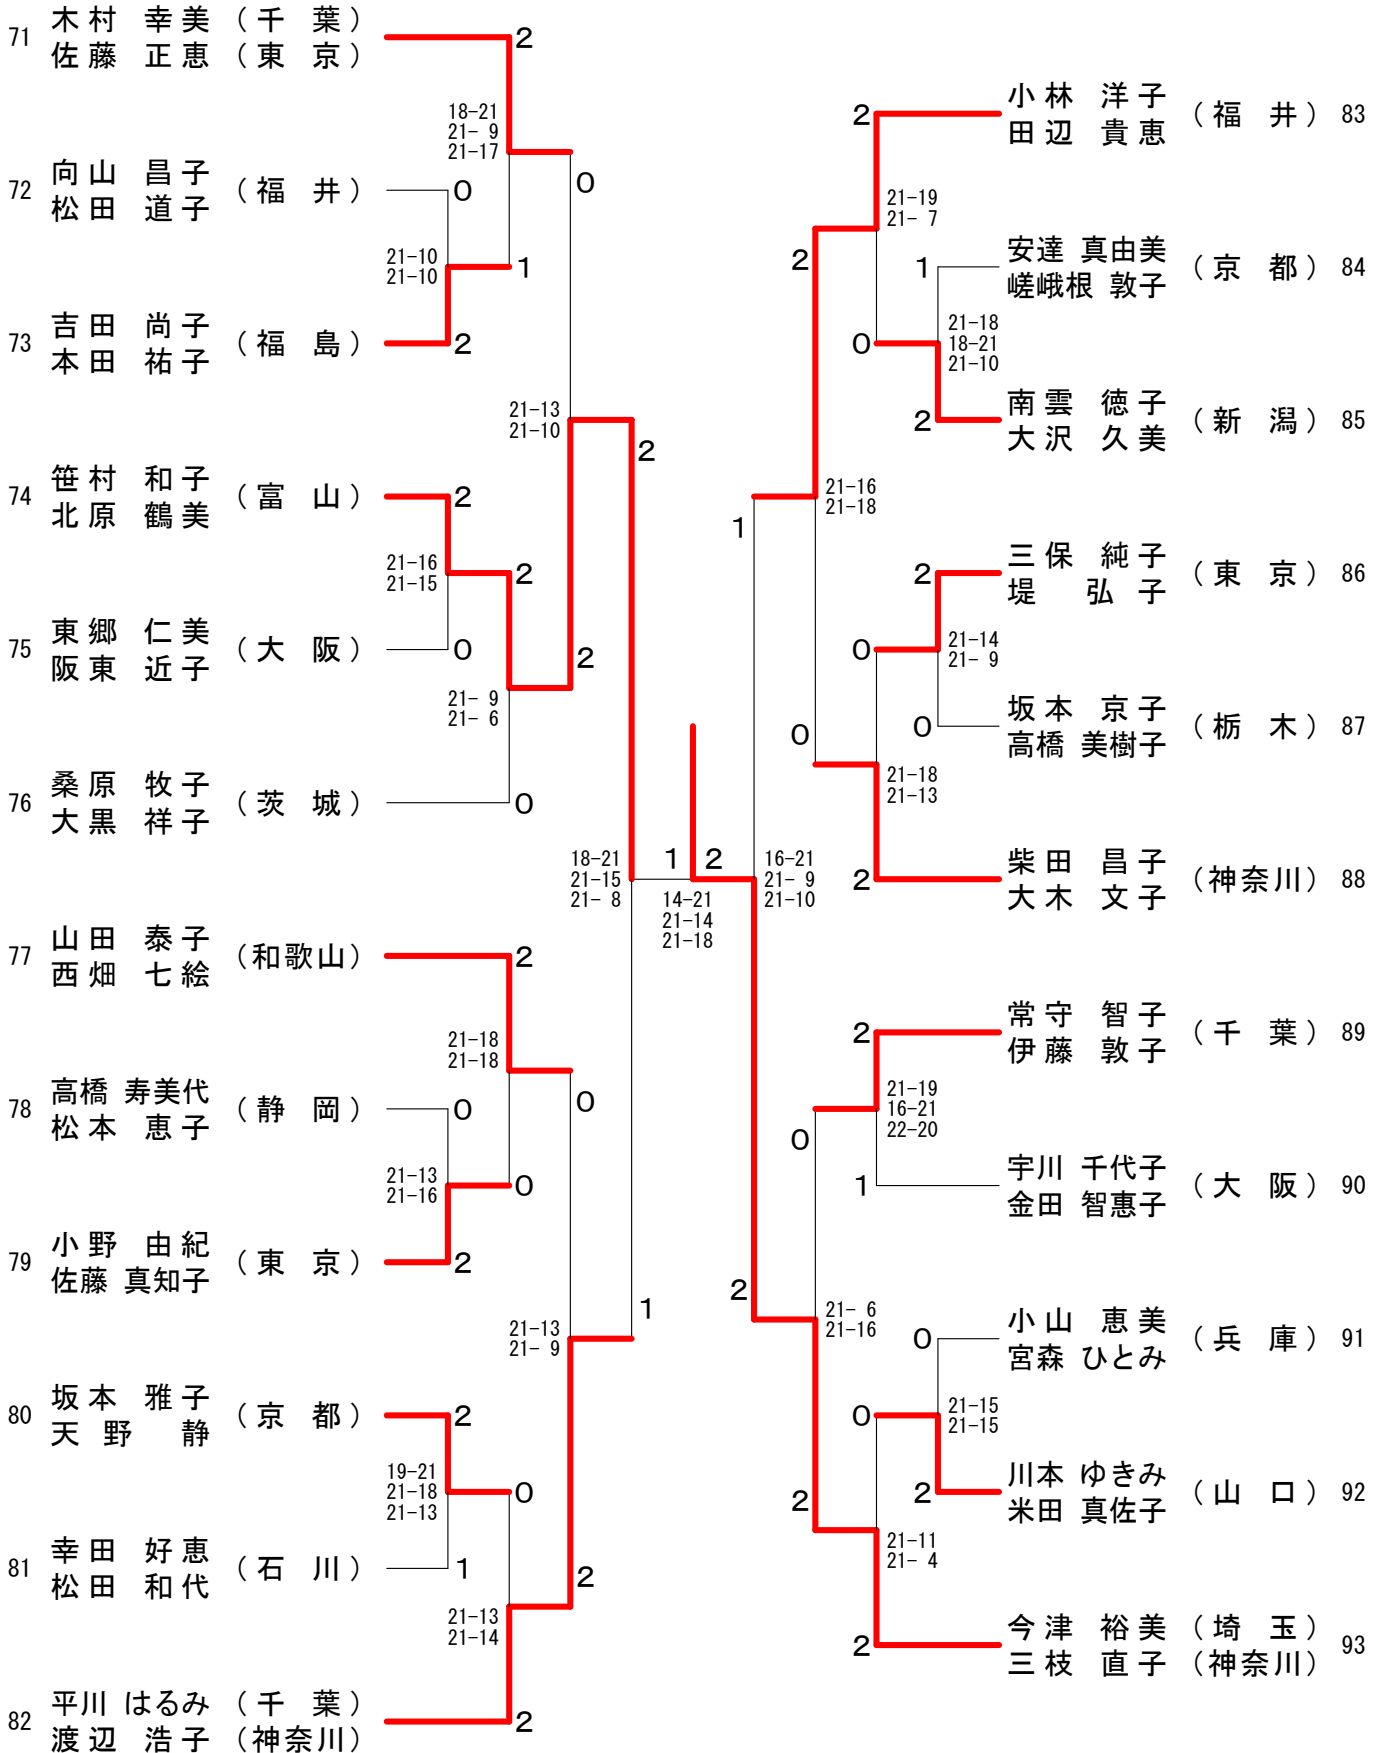 71 木村 幸美 (千 葉)
佐藤 正恵 (東 京)
2
18-21
21- 9
21-17
72 向山 昌子 (福 井)
松田 道子
0
0
21-10
21-10
1
73 吉田 尚子 (福 島)
本田 祐子
2
21-13
21-10
2
74 笹村 和子 (富 山)
北原 鶴美
2
21-16
21-15
2
75 東郷 仁美 (大 阪)
阪東 近子
0
2
21- 9
21- 6
76 桑原 牧子 (茨 城)
大黒 祥子
0
18-21
21-15
21- 8
1
2
14-21
21-14
21-18
77 山田 泰子 (和歌山)
西畑 七絵
2
21-18
21-18
78 高橋 寿美代 (静 岡)
松本 恵子
0
0
21-13
21-16
0
79 小野 由紀 (東 京)
佐藤 真知子
2
1
21-13
21- 9
80 坂本 雅子 (京 都)
天野 静
2
19-21
21-18
21-13
0
81 幸田 好恵 (石 川)
松田 和代
1
2
21-13
21-14
82 平川 はるみ (千 葉)
渡辺 浩子 (神奈川)
2
2
小林 洋子 (福 井) 83
田辺 貴恵
21-19
21- 7
2
1
安達 真由美 (京 都) 84
嵯峨根 敦子
21-18
18-21
21-10
0
2
南雲 徳子 (新 潟) 85
大沢 久美
21-16
21-18
1
2
三保 純子 (東 京) 86
堤 弘子
0
21-14
21- 9
0
0
坂本 京子 (栃 木) 87
高橋 美樹子
21-18
21-13
16-21
21- 9
21-10
2
柴田 昌子 (神奈川) 88
大木 文子
2
常守 智子 (千 葉) 89
伊藤 敦子
21-19
16-21
22-20
0
1
宇川 千代子 (大 阪) 90
金田 智恵子
2
21- 6
21-16
0
小山 恵美 (兵 庫) 91
宮森 ひとみ
0
21-15
21-15
2
2
川本 ゆきみ (山 口) 92
米田 真佐子
21-11
21- 4
2
今津 裕美 (埼 玉) 93
三枝 直子 (神奈川)